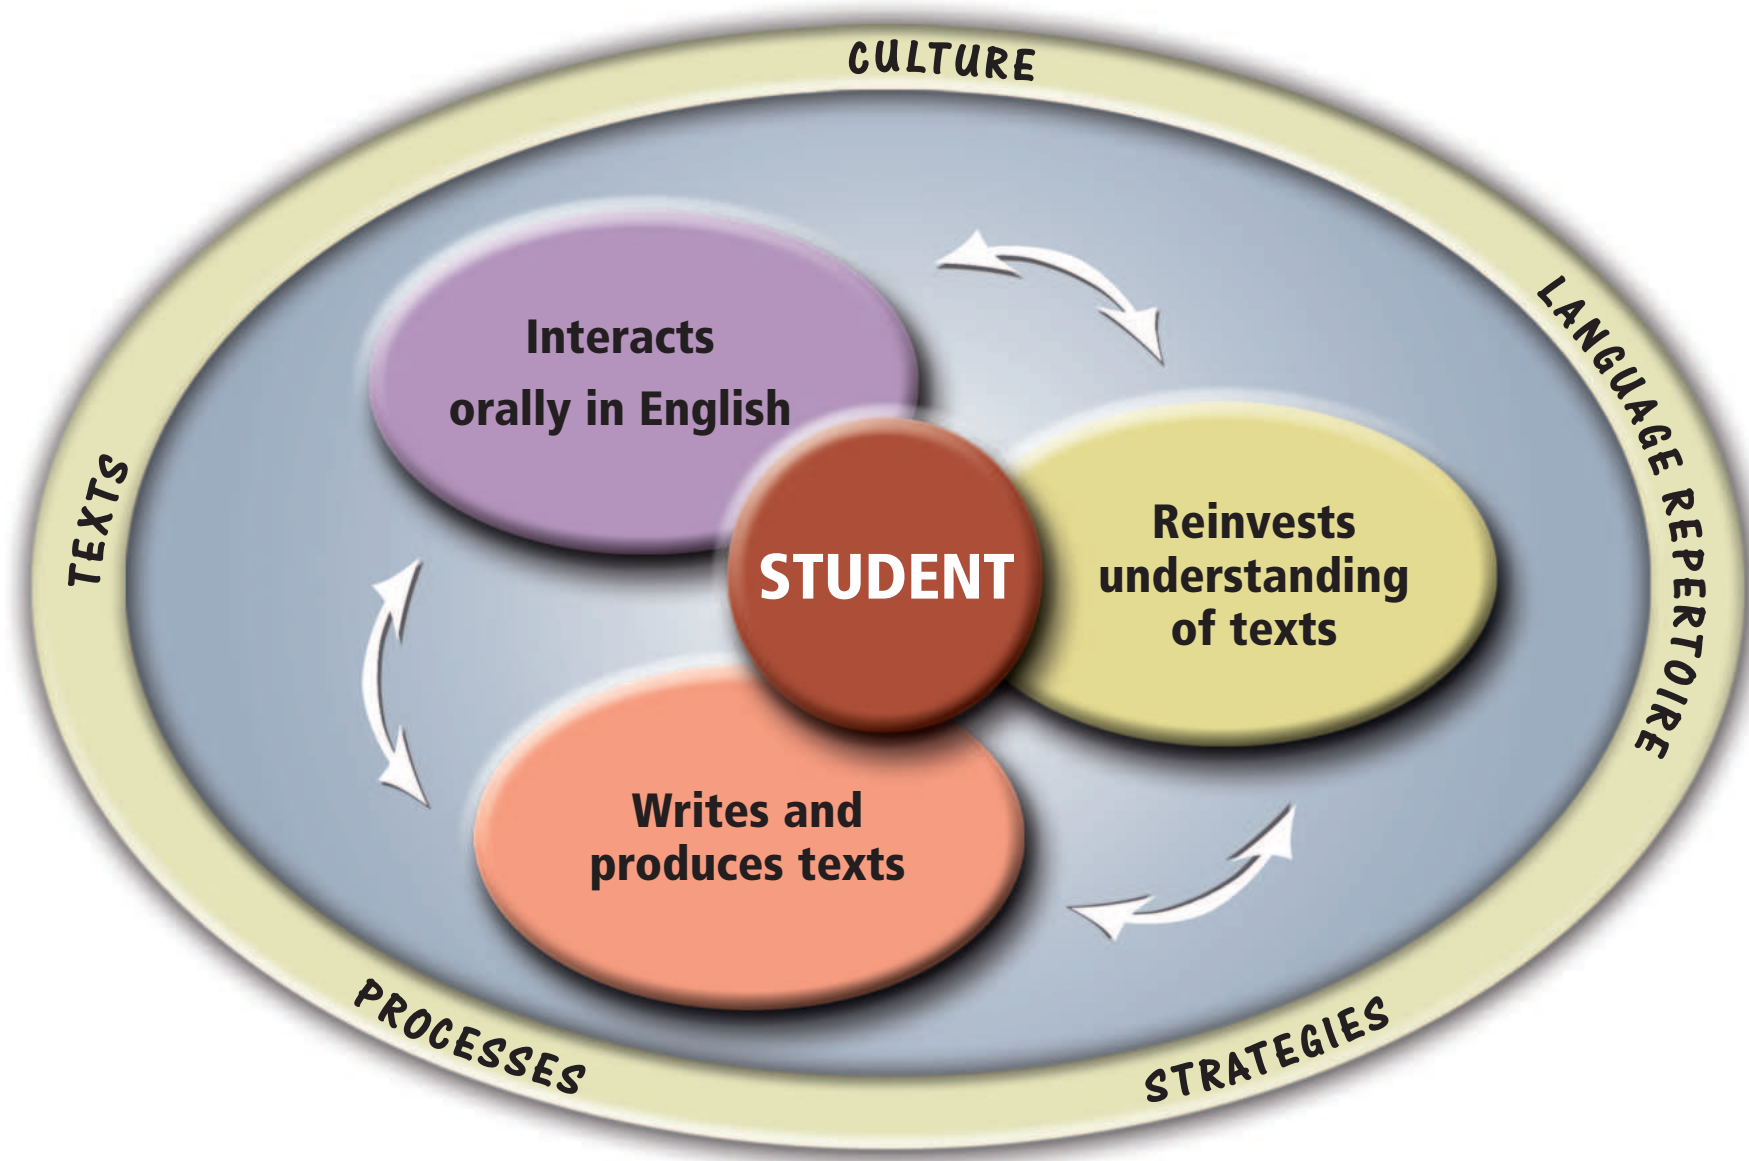 CULTURE
LANGUAGE REPERTOIRE
STRATEGIES
PROCESSES
TEXTS
Interacts
orally in English
STUDENT
Reinvests
understanding
of texts
Writes and
produces texts